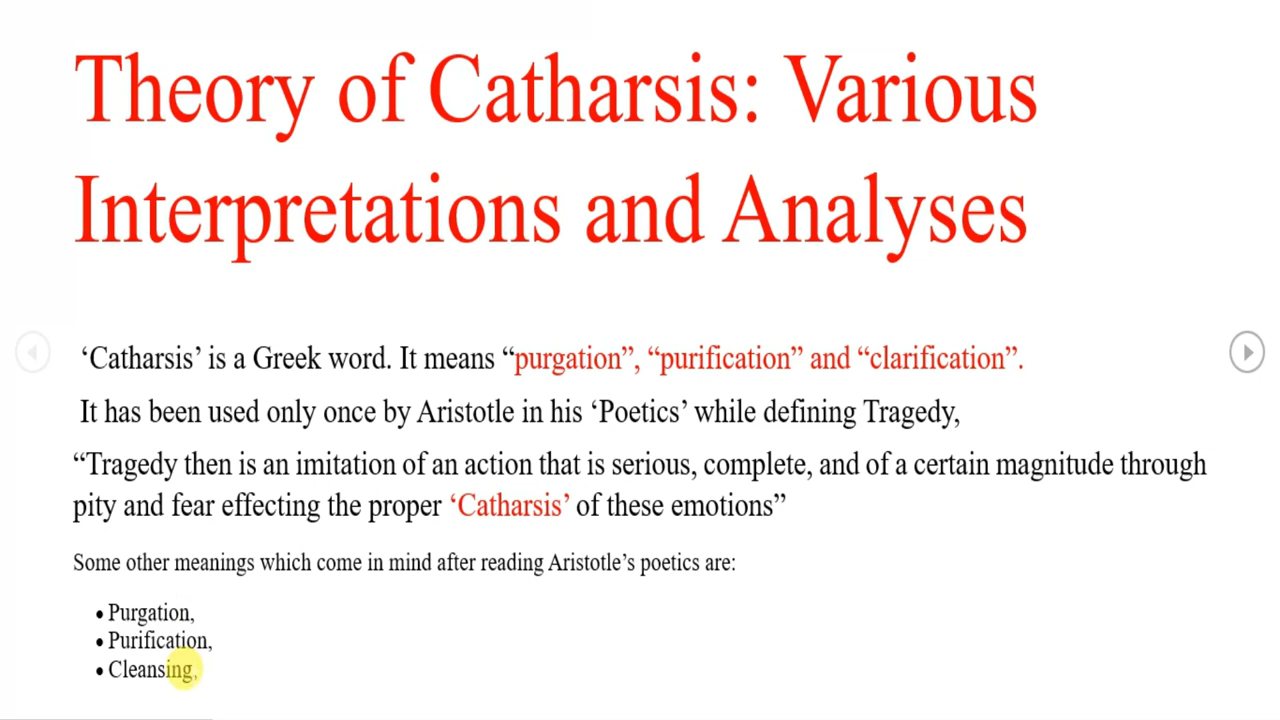 Theory of Catharsis: Various
Interpretations and Analyses
‘Catharsis’ is a Greek word. It means “purgation”, “purification” and “clarification”.
It has been used only once by Aristotle in his ‘Poetics’ while defining Tragedy,
“Tragedy then is an imitation of an action that is serious, complete, and of a certain magnitude through
pity and fear effecting the proper ‘Catharsis’ of these emotions”
Some other meanings which come in mind after reading Aristotle’s poetics are:
• Purgation,
• Purification,
• Cleansing,